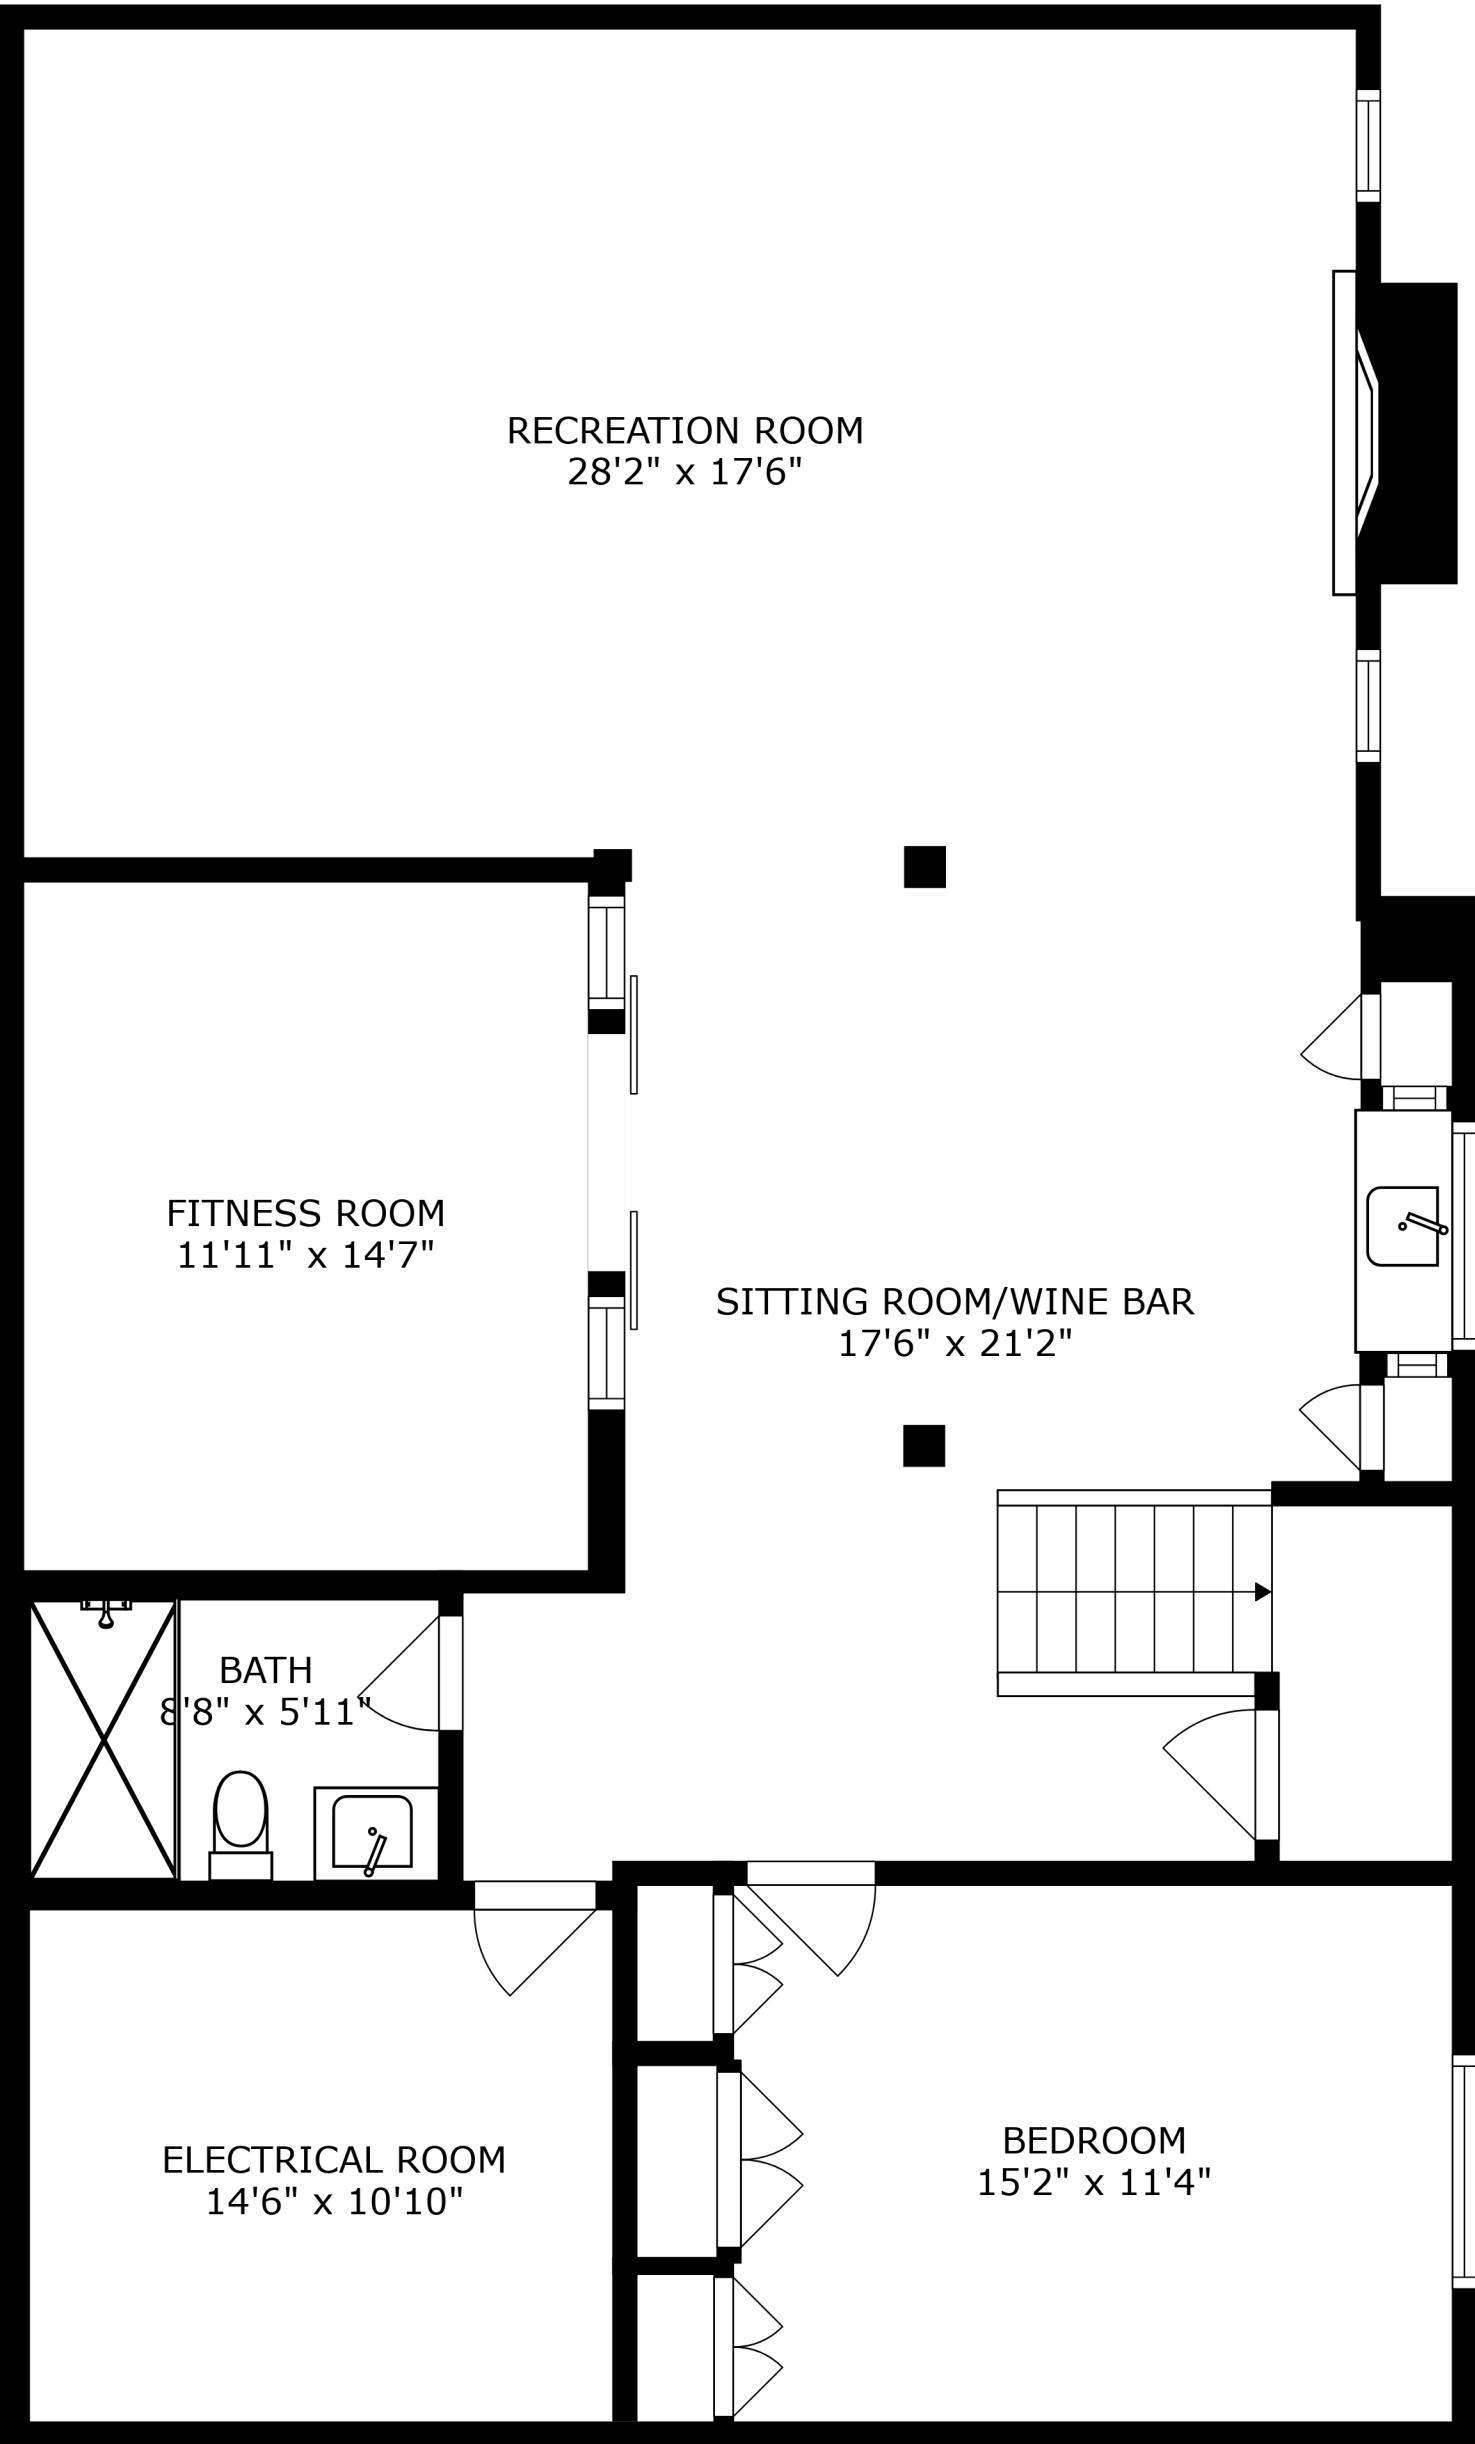 RECREATION ROOM
28'2" x 17'6"
FITNESS ROOM
11'11" x 14'7"
SITTING ROOM/WINE BAR
17'6" x 21'2"
BATH
8'8" x 5'11"
ELECTRICAL ROOM
14'6" x 10'10"
BEDROOM
15'2" x 11'4"